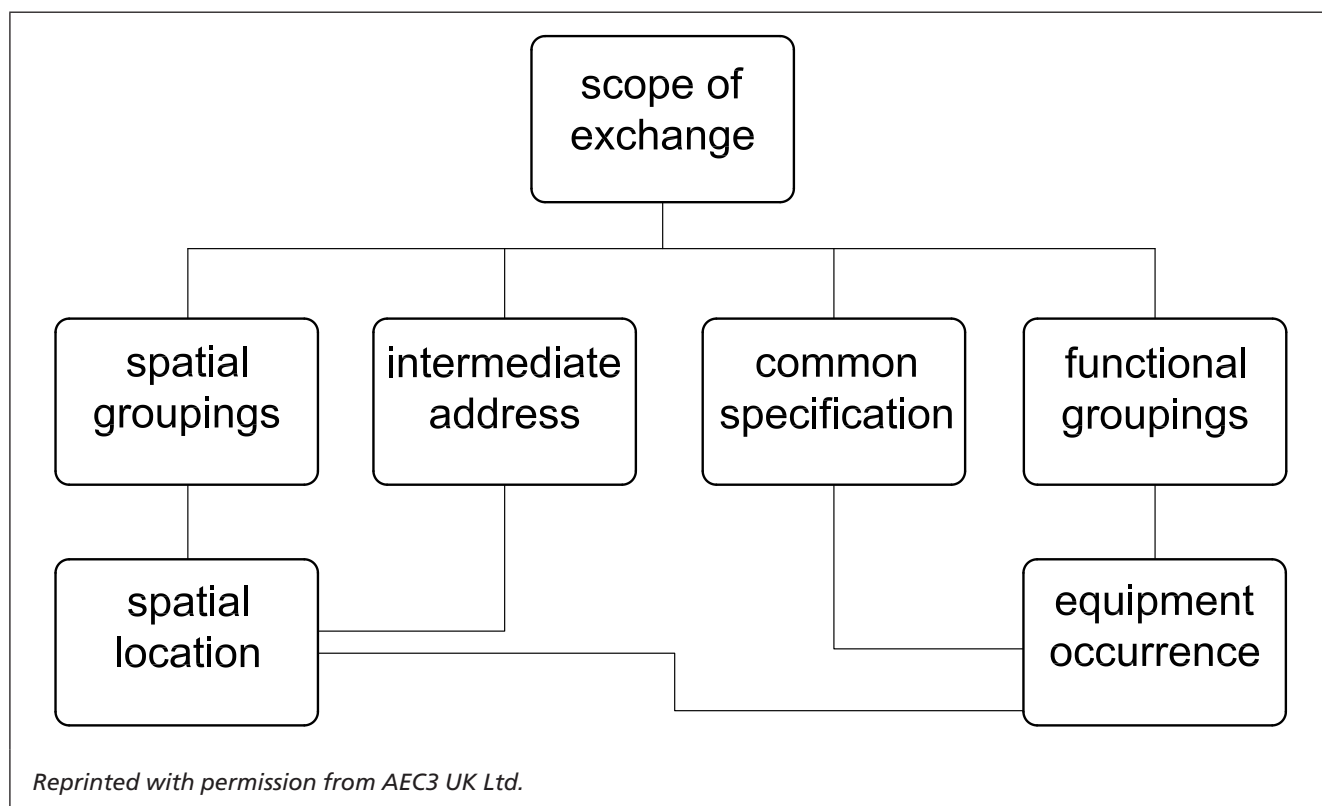 scope of
exchange
spatial
groupings
intermediate
address
common
specification
functional
groupings
spatial
location
equipment
occurrence
Reprinted with permission from AEC3 UK Ltd.